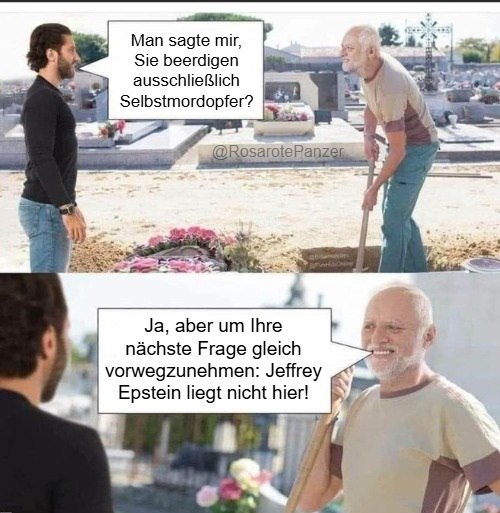 Man sagte mir,
Sie beerdigen
ausschließlich
Selbstmordopfer?
@RosarotePanzer
Ja, aber um Ihre
nächste Frage gleich
vorwegzunehmen: Jeffrey
Epstein liegt nicht hier!